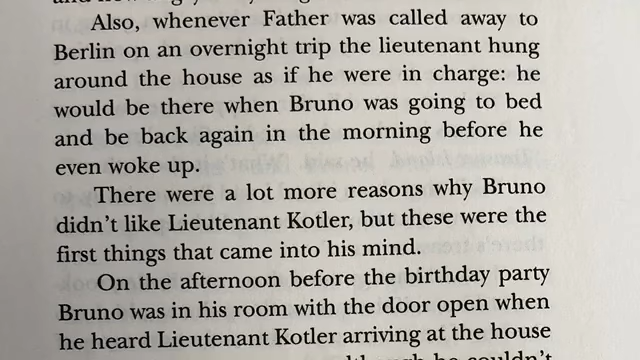 Also, whenever Father was called away to
Berlin on an overnight trip the lieutenant hung
around the house as if he were in charge: he
would be there when Bruno was going to bed
and be back again in the morning before he
even woke up.
There were a lot more reasons why Bruno
didn't like Lieutenant Kotler, but these were the
first things that came into his mind.
On the afternoon before the birthday party
Bruno was in his room with the door open when
he heard Lieutenant Kotler arriving at the house
he couldn't